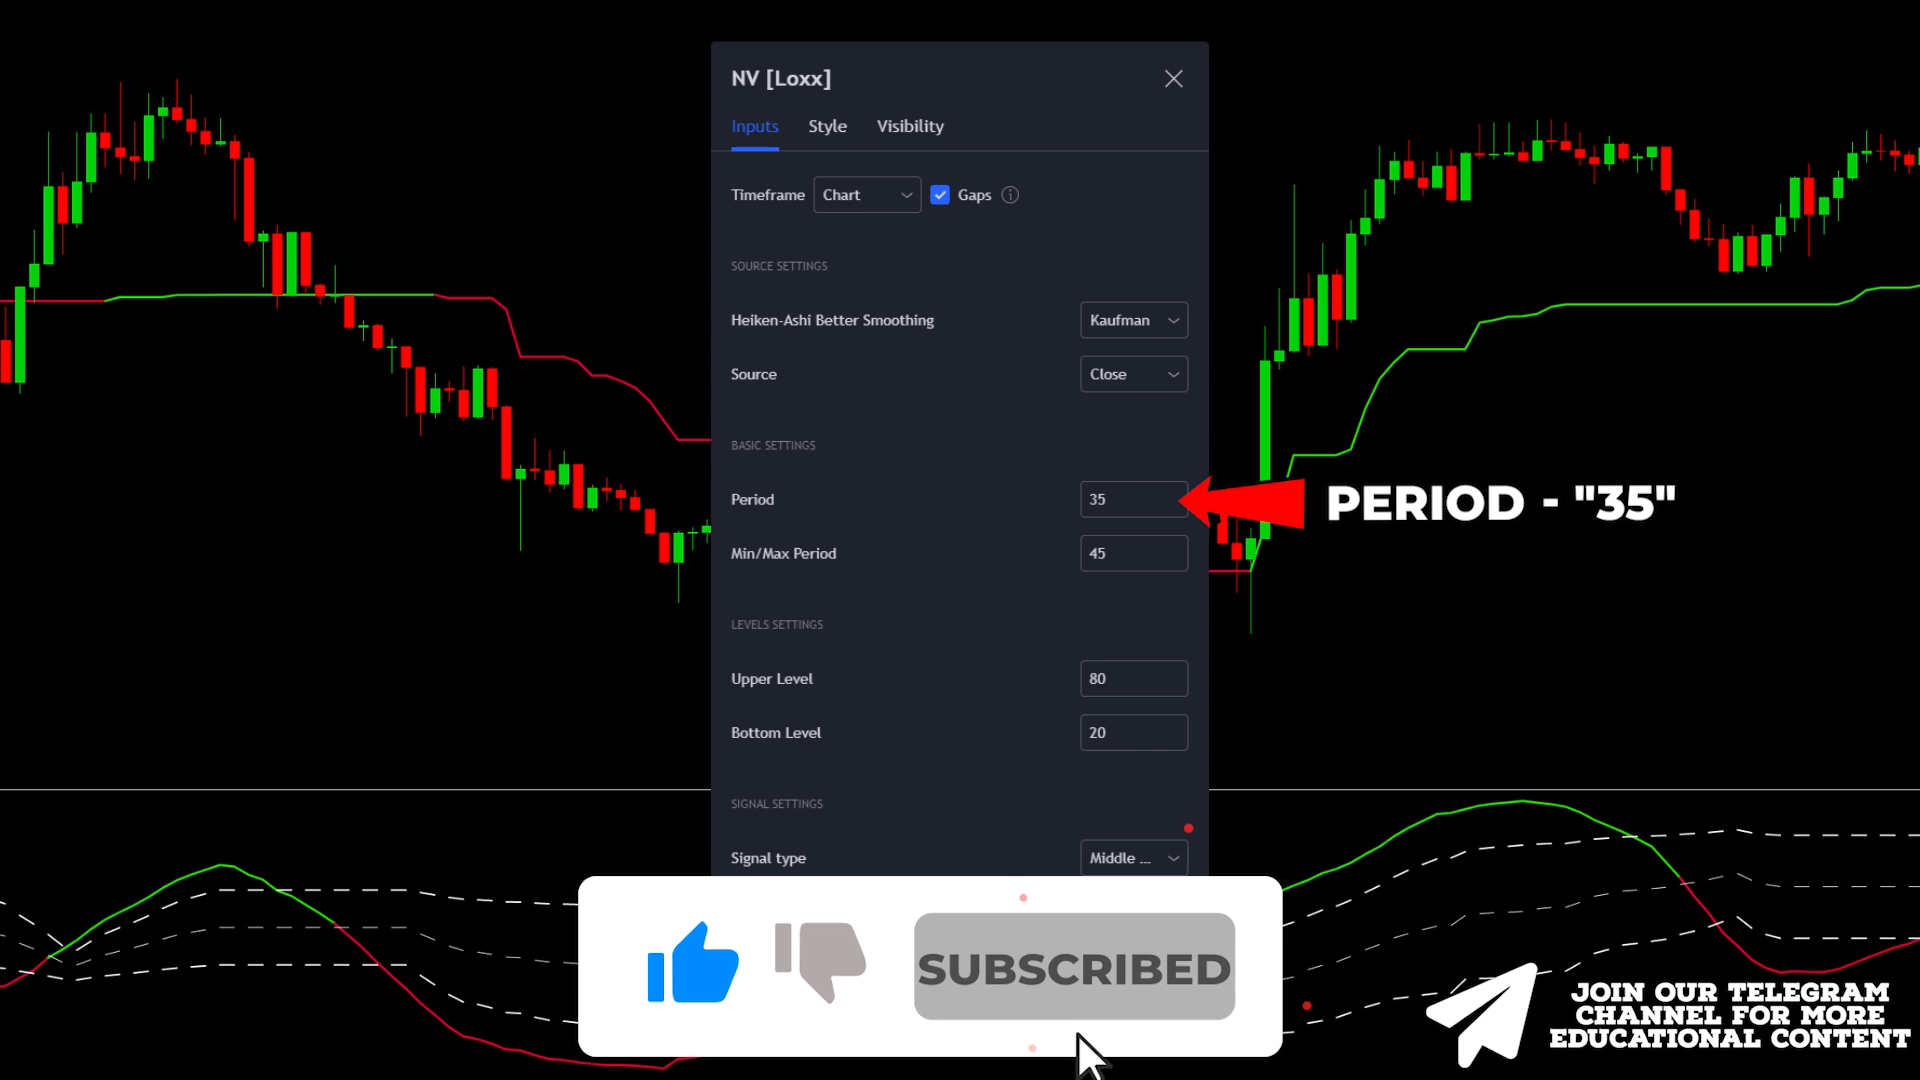 NV [Loxx]
Inputs Style Visibility
Timeframe Chart Gaps
SOURCE SETTINGS
Heiken-Ashi Better Smoothing Kaufman
Source Close
BASIC SETTINGS
Period 35
PERIOD - "35"
Min/Max Period 45
LEVELS SETTINGS
Upper Level 80
Bottom Level 20
SIGNAL SETTINGS
Signal type Middle ...
SUBSCRIBED
JOIN OUR TELEGRAM
CHANNEL FOR MORE
EDUCATIONAL CONTENT